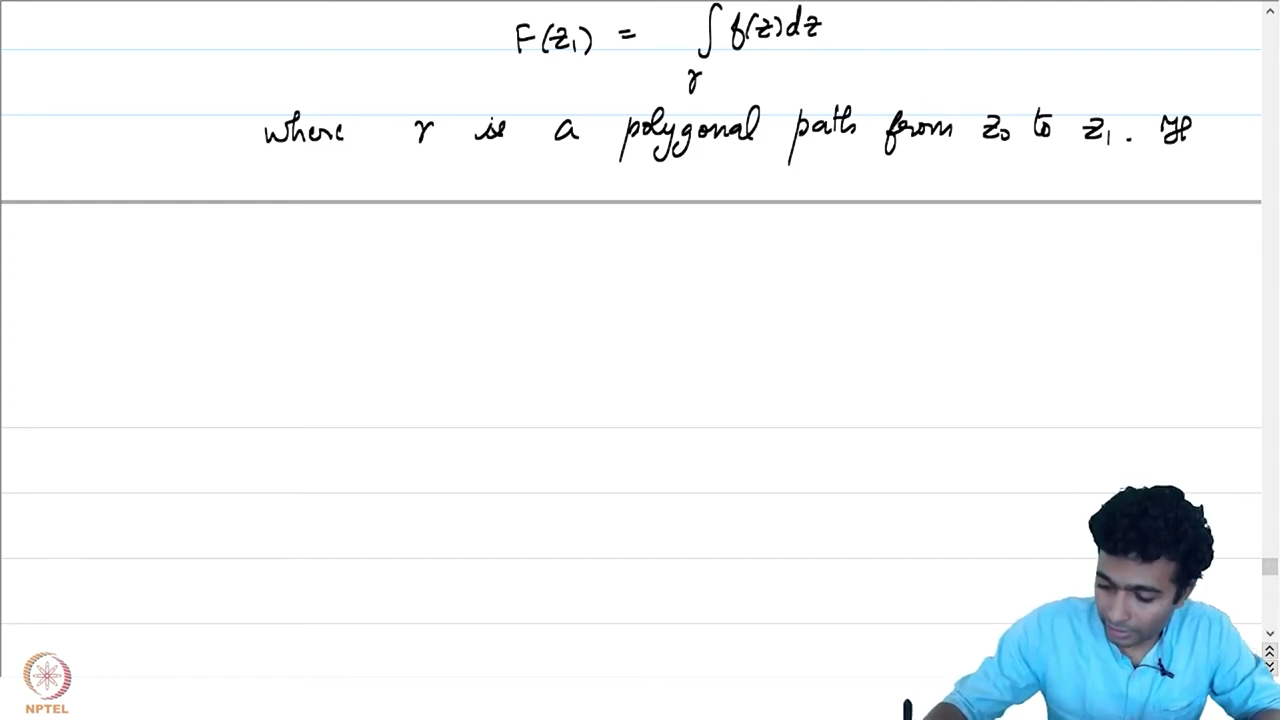 F(z₁) = ∫_γ f(z)dz
where γ is a polygonal path from z₀ to z₁. If
NPTEL